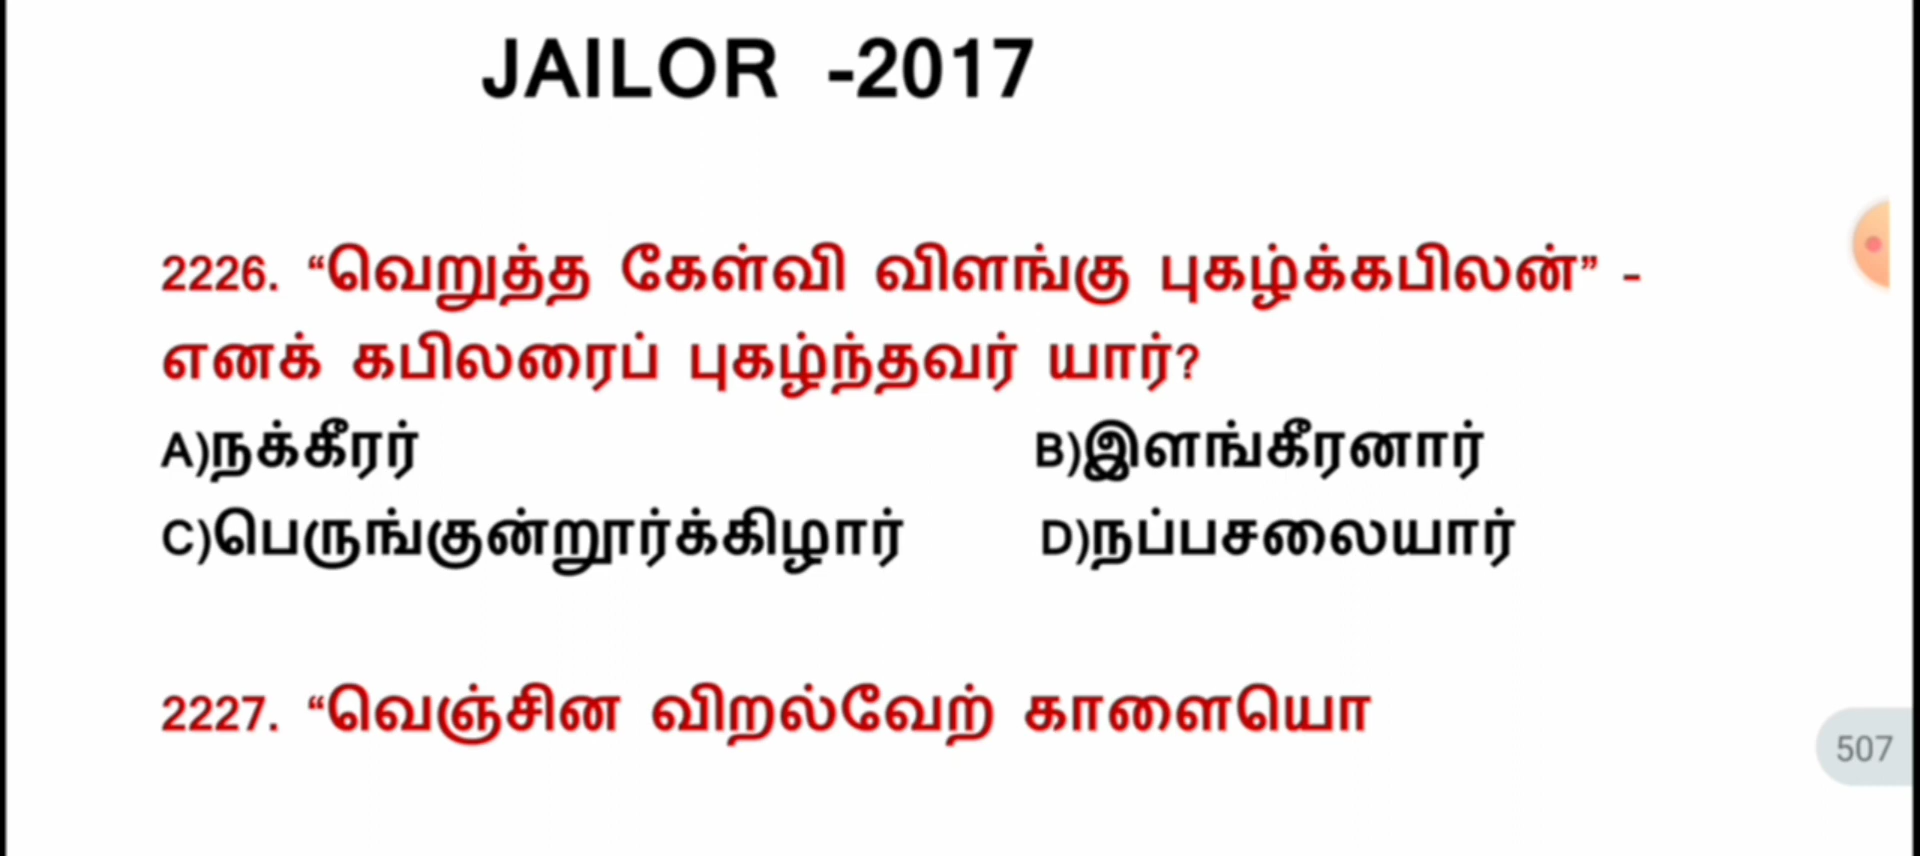 JAILOR -2017
2226. “வெறுத்த கேள்வி விளங்கு புகழ்க்கபிலன்” -
எனக் கபிலரைப் புகழ்ந்தவர் யார்?
A)நக்கீரர் B)இளங்கீரனார்
C)பெருங்குன்றூர்க்கிழார் D)நப்பசலையார்
2227. “வெஞ்சின விறல்வேற் காளையொ
507